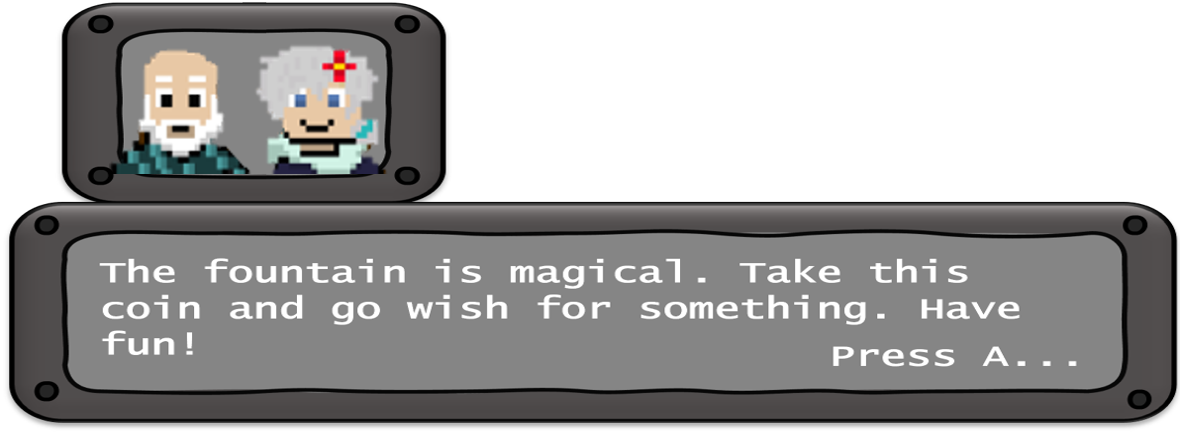 The fountain is magical. Take this
coin and go wish for something. Have
fun!
Press A...